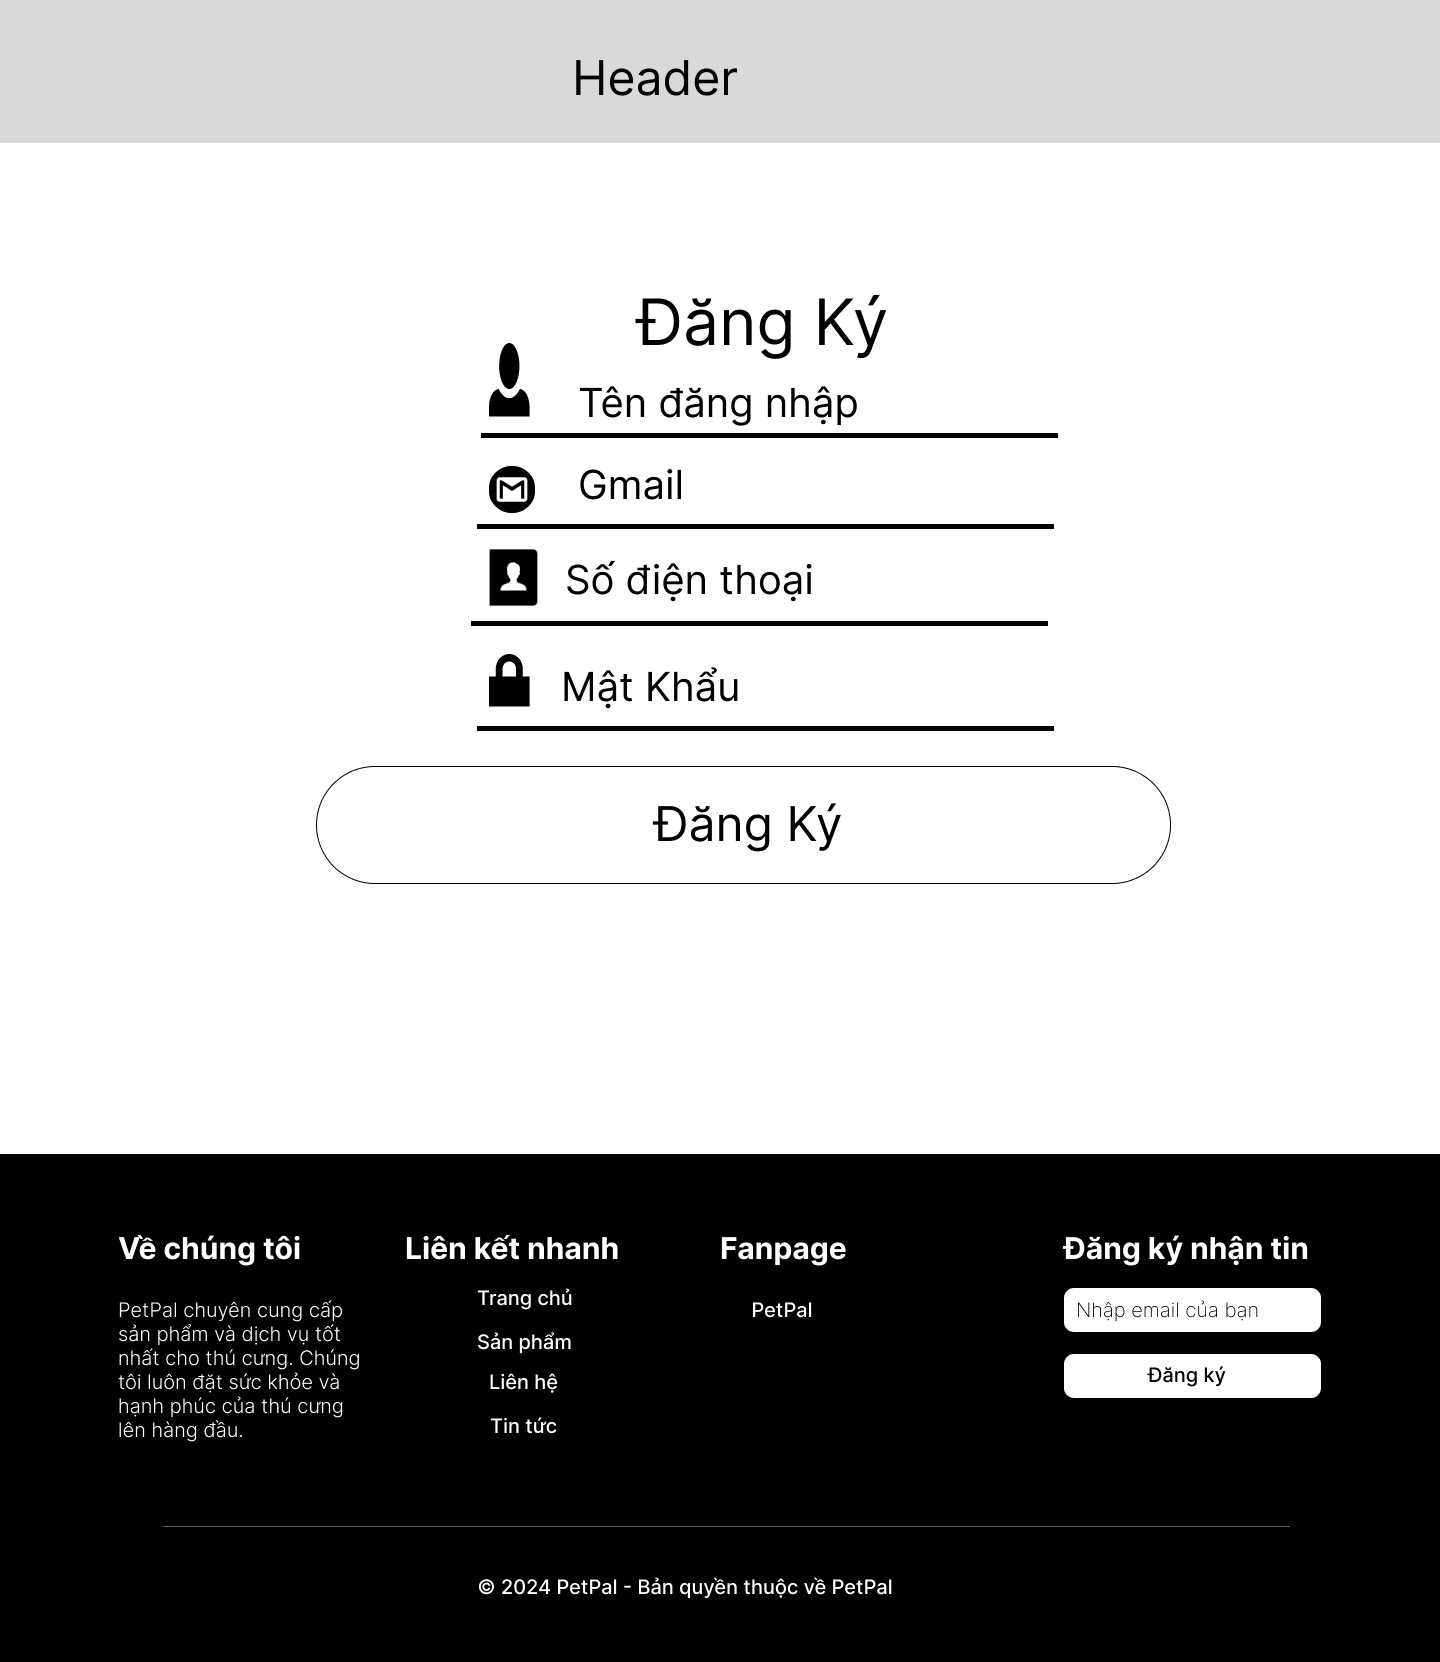 Header
Đăng Ký
Tên đăng nhập
Gmail
Số điện thoại
Mật Khẩu
Đăng Ký
Về chúng tôi
PetPal chuyên cung cấp
sản phẩm và dịch vụ tốt
nhất cho thú cưng. Chúng
tôi luôn đặt sức khỏe và
hạnh phúc của thú cưng
lên hàng đầu.
Liên kết nhanh
Trang chủ
Sản phẩm
Liên hệ
Tin tức
Fanpage
PetPal
Đăng ký nhận tin
Nhập email của bạn
Đăng ký
© 2024 PetPal - Bản quyền thuộc về PetPal